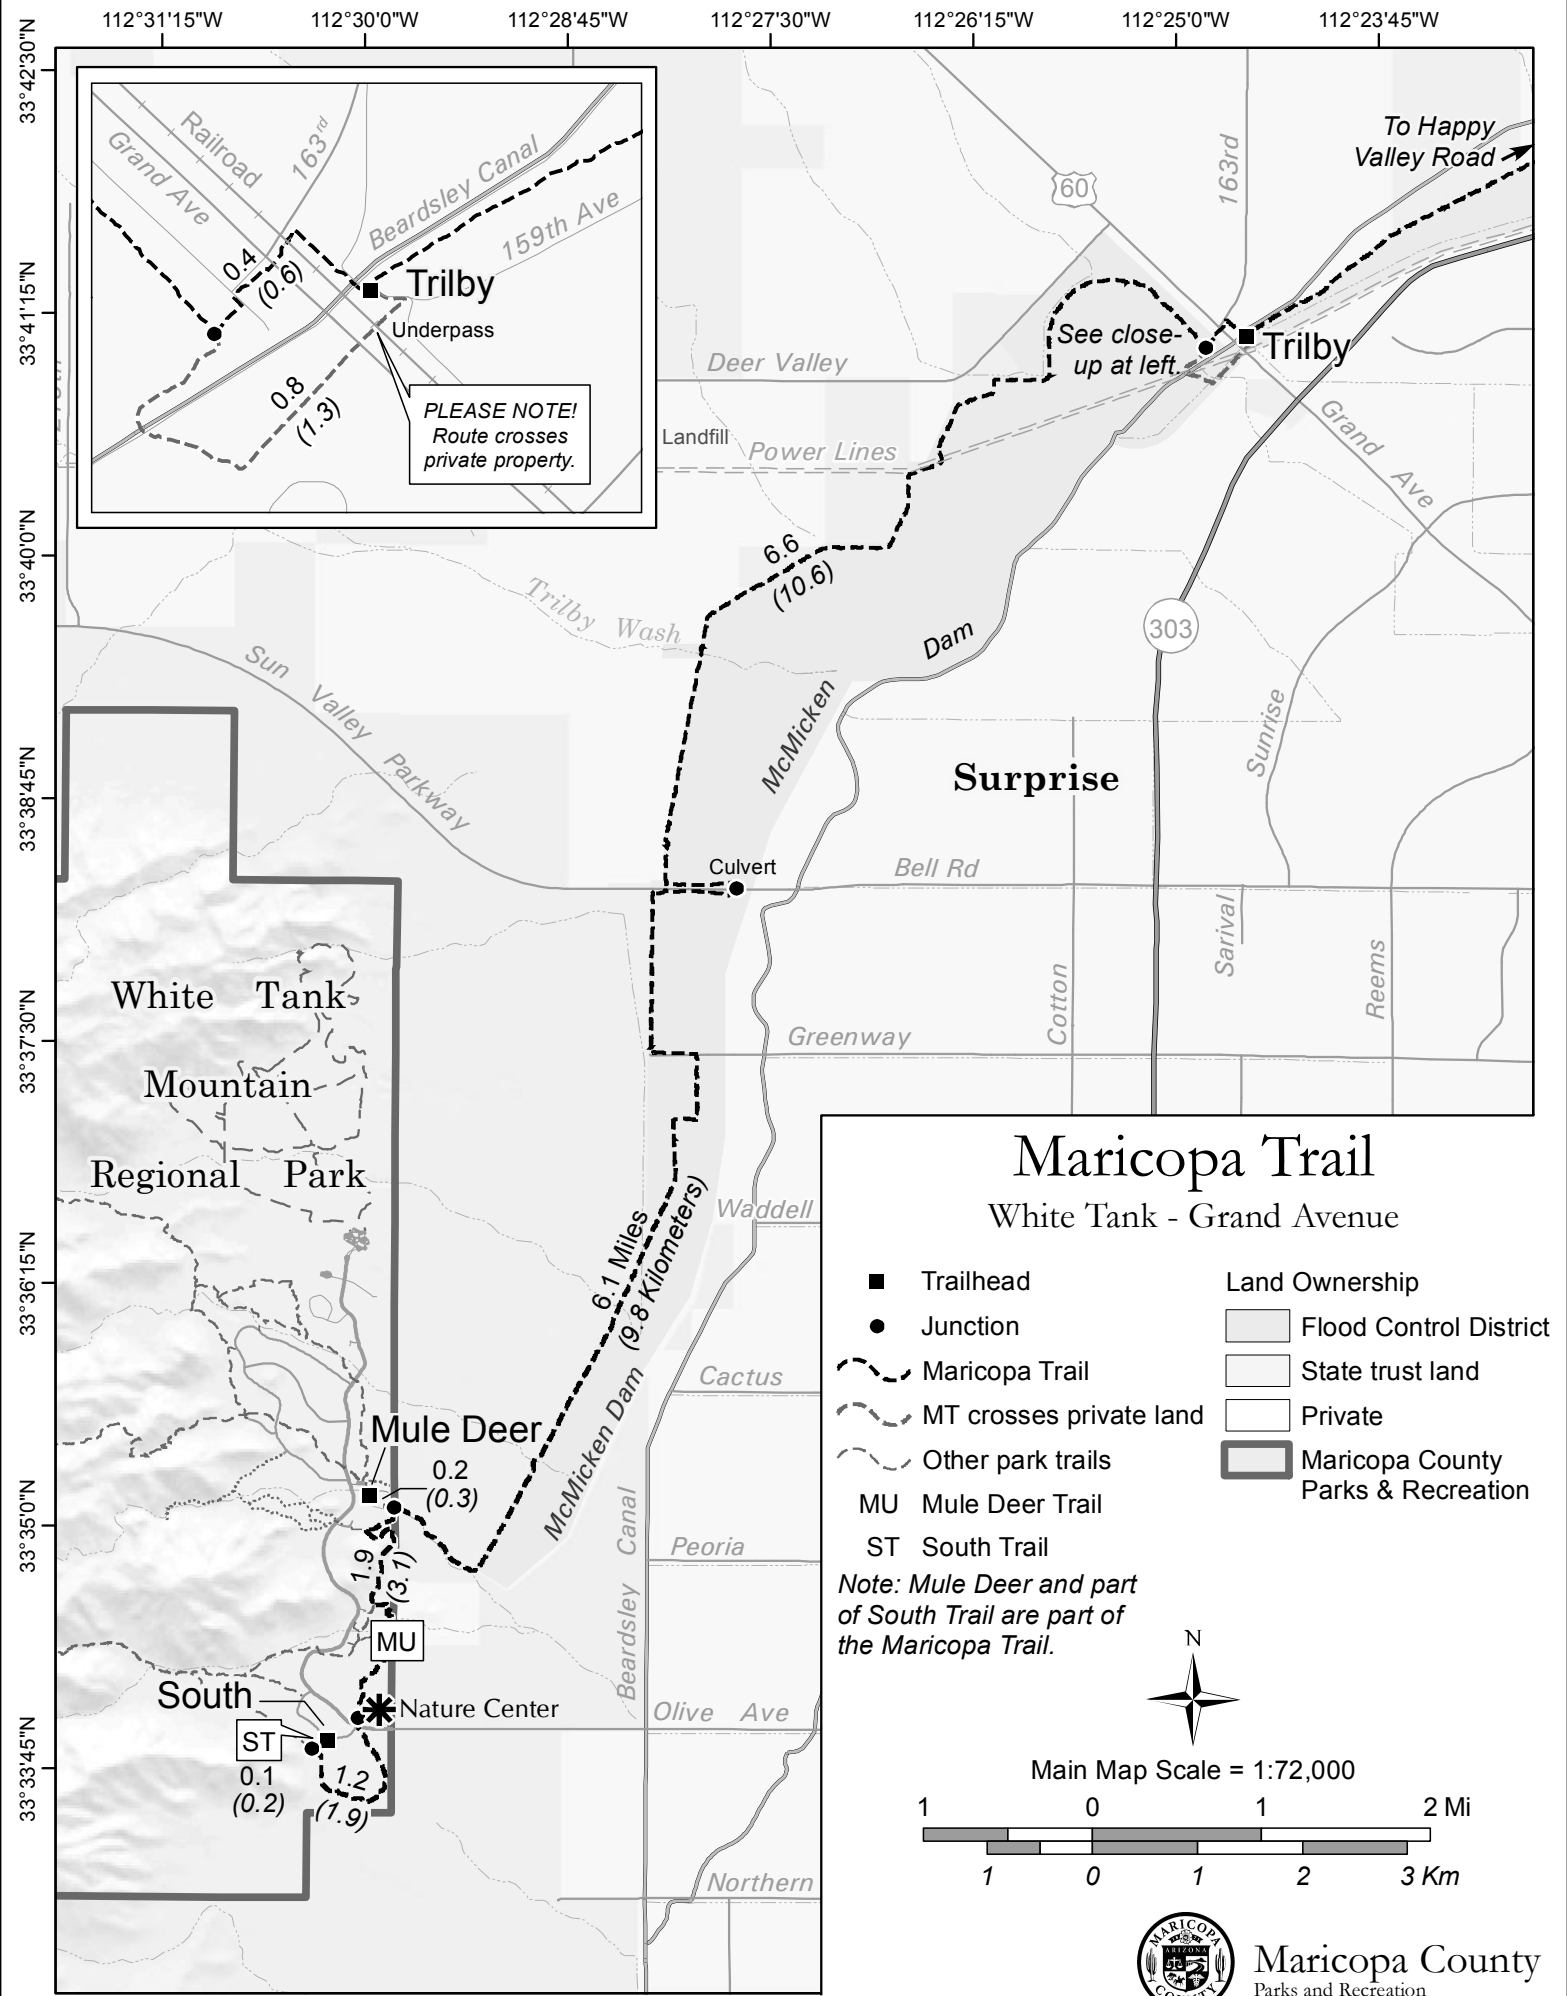 112°31'15"W
112°30'0"W
112°28'45"W
112°27'30"W
112°26'15"W
112°25'0"W
112°23'45"W
33°42'30"N
33°41'15"N
33°40'0"N
33°38'45"N
33°37'30"N
33°36'15"N
33°35'0"N
33°33'45"N
Railroad
Grand Ave
163rd
Beardsley Canal
159th Ave
0.4
(0.6)
Trilby
Underpass
0.8
(1.3)
PLEASE NOTE!
Route crosses
private property.
60
163rd
To Happy
Valley Road
See close-
up at left.
Trilby
Deer Valley
Landfill
Power Lines
Grand Ave
6.6
(10.6)
Trilby Wash
Dam
McMicken
303
Sun Valley Parkway
Surprise
Sunrise
Culvert
Bell Rd
Sarival
Cotton
Reems
Greenway
White Tank
Mountain
Regional Park
Waddell
6.1 Miles
(9.8 Kilometers)
McMicken Dam
Cactus
Mule Deer
0.2
(0.3)
1.9
(3.1)
Peoria
Beardsley Canal
MU
South
Nature Center
Olive Ave
ST
0.1
(0.2)
1.2
(1.9)
Northern
Maricopa Trail
White Tank - Grand Avenue
Trailhead
Junction
Maricopa Trail
MT crosses private land
Other park trails
MU Mule Deer Trail
ST South Trail
Land Ownership
Flood Control District
State trust land
Private
Maricopa County
Parks & Recreation
Note: Mule Deer and part
of South Trail are part of
the Maricopa Trail.
N
Main Map Scale = 1:72,000
1 0 1 2 Mi
1 0 1 2 3 Km
MARICOPA
ARIZONA
COUNTY
Maricopa County
Parks and Recreation